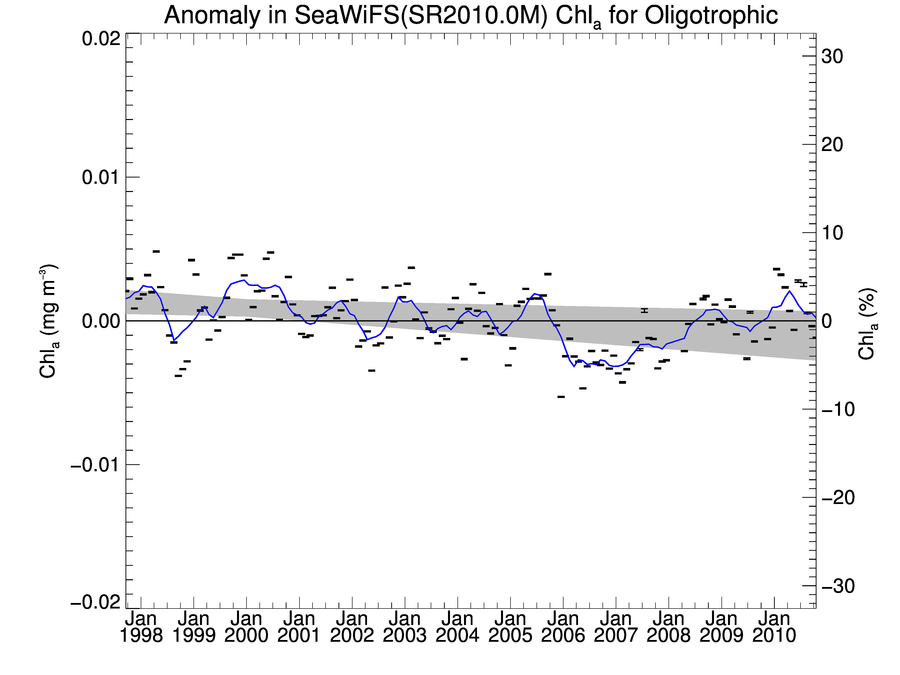 Anomaly in SeaWiFS(SR2010.0M) Chlₐ for Oligotrophic
0.02
0.01
0.00
−0.01
−0.02
Chlₐ (mg m⁻³)
30
20
10
0
−10
−20
−30
Chlₐ (%)
Jan Jan Jan Jan Jan Jan Jan Jan Jan Jan Jan Jan Jan
1998 1999 2000 2001 2002 2003 2004 2005 2006 2007 2008 2009 2010